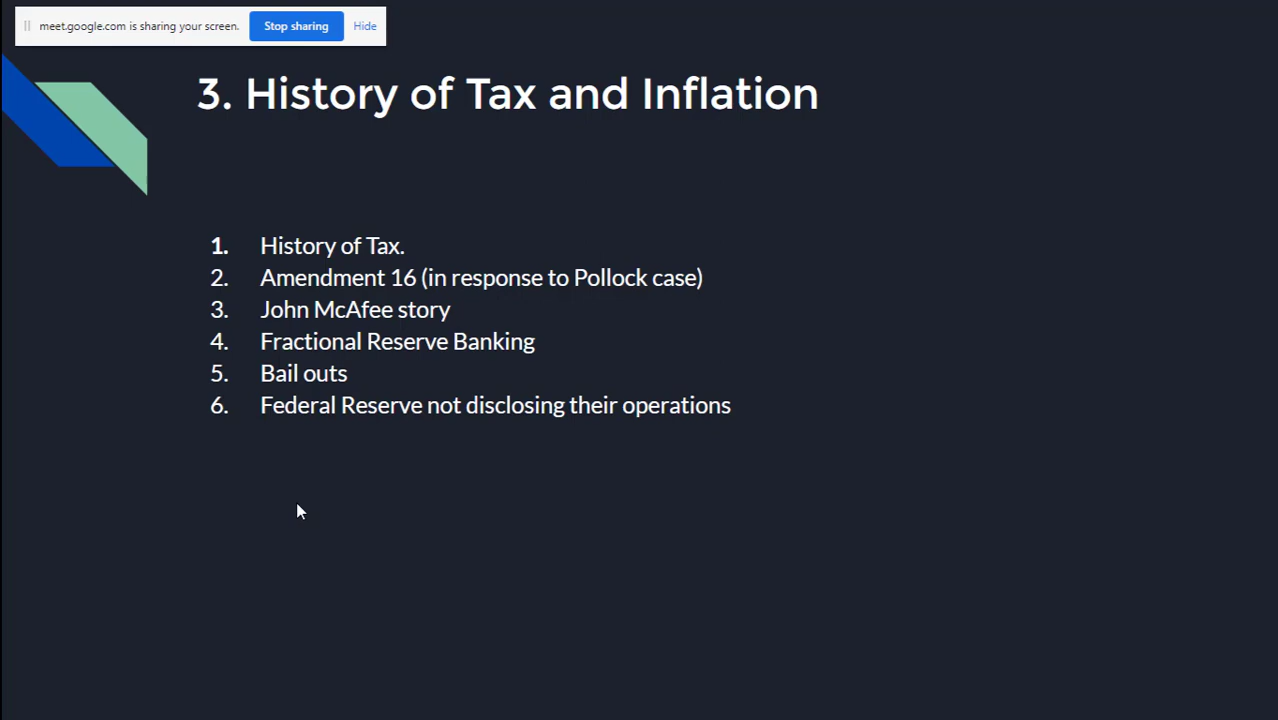 meet.google.com is sharing your screen. Stop sharing Hide
3. History of Tax and Inflation
1. History of Tax.
2. Amendment 16 (in response to Pollock case)
3. John McAfee story
4. Fractional Reserve Banking
5. Bail outs
6. Federal Reserve not disclosing their operations